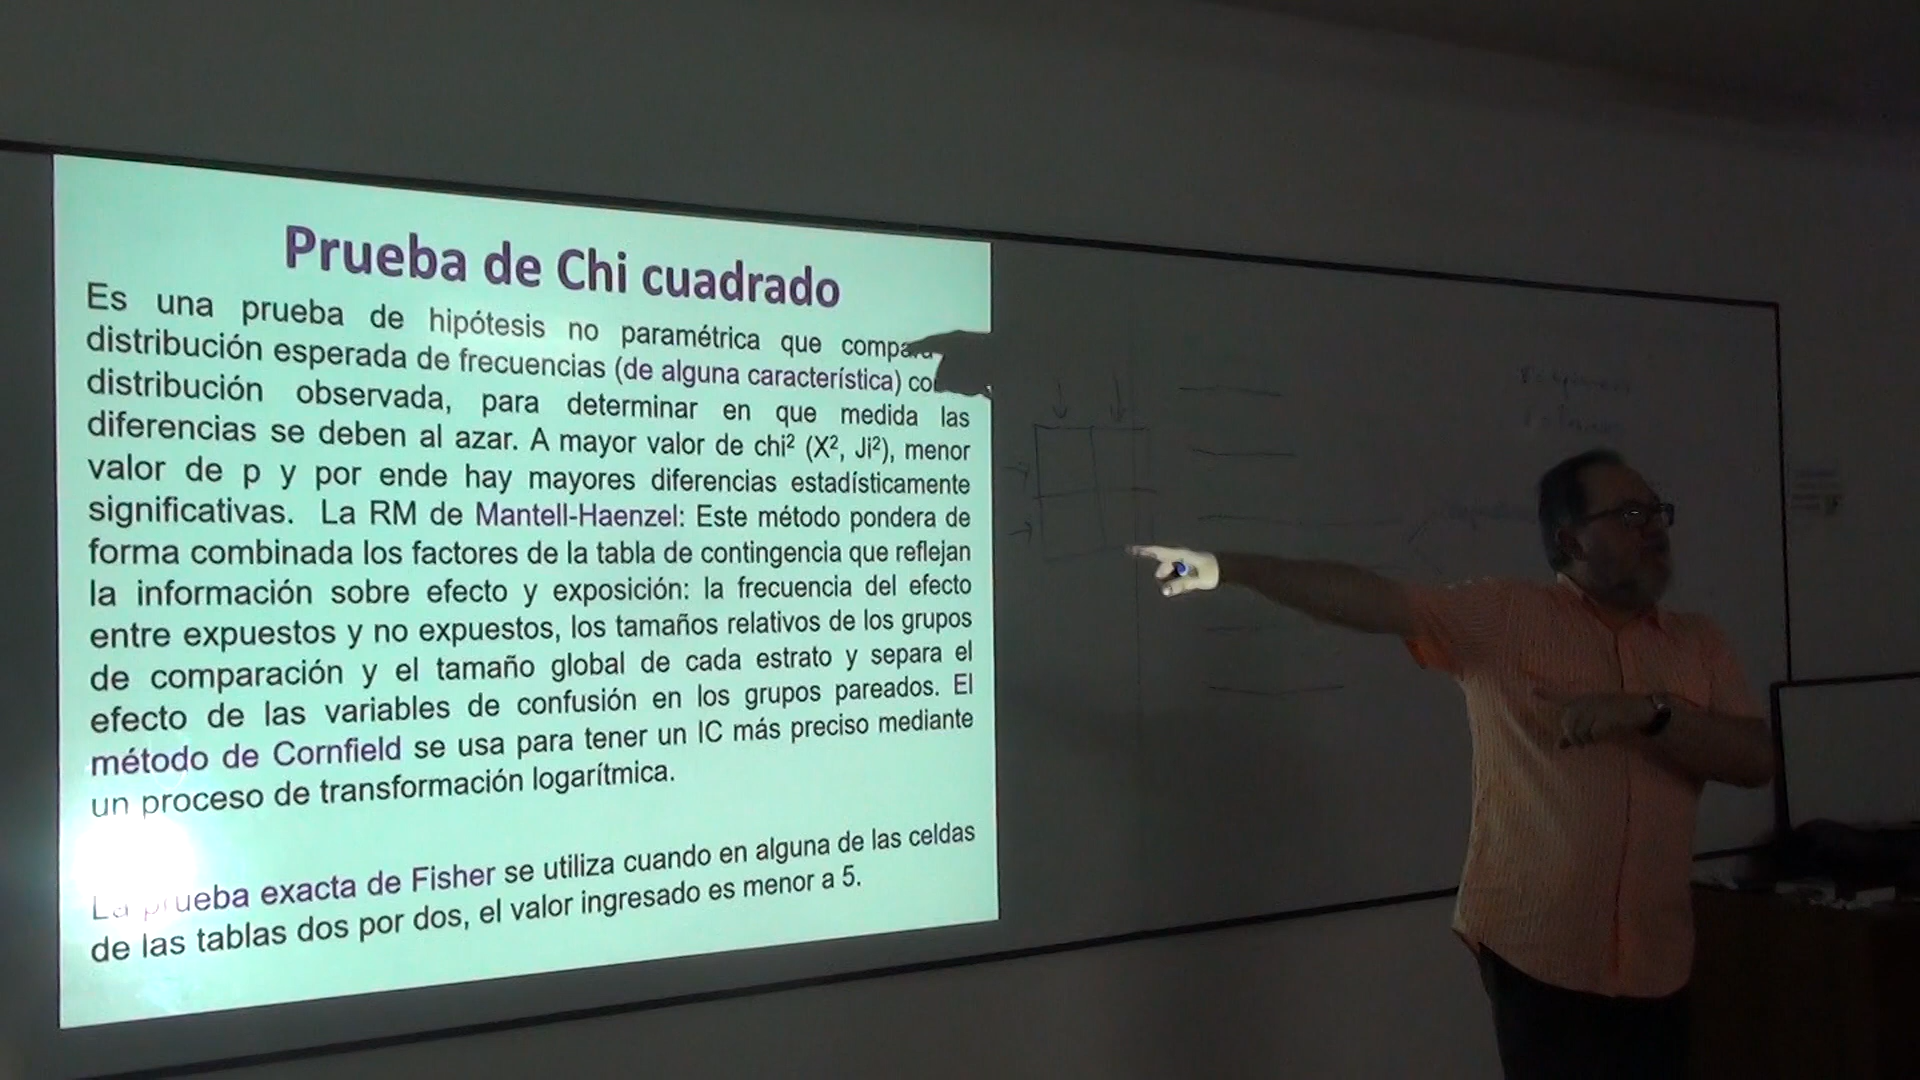 Prueba de Chi cuadrado
Es una prueba de hipótesis no paramétrica que
distribución esperada de frecuencias (de alguna característica)
distribución observada, para determinar en que medida las
diferencias se deben al azar. A mayor valor de chi² (X², Ji²), menor
valor de p y por ende hay mayores diferencias estadísticamente
significativas. La RM de Mantell-Haenzel: Este método pondera de
forma combinada los factores de la tabla de contingencia que reflejan
la información sobre efecto y exposición: la frecuencia del efecto
entre expuestos y no expuestos, los tamaños relativos de los grupos
de comparación y el tamaño global de cada estrato y separa el
efecto de las variables de confusión en los grupos pareados. El
método de Cornfield se usa para tener un IC más preciso mediante
un proceso de transformación logarítmica.
La prueba exacta de Fisher se utiliza cuando en alguna de las celdas
de las tablas dos por dos, el valor ingresado es menor a 5.